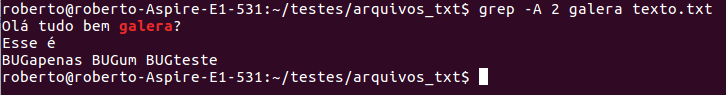 roberto@roberto-Aspire-E1-531:~/testes/arquivos_txt$ grep -A 2 galera texto.txt
Olá tudo bem galera?
Esse é
BUGapenas BUGum BUGteste
roberto@roberto-Aspire-E1-531:~/testes/arquivos_txt$